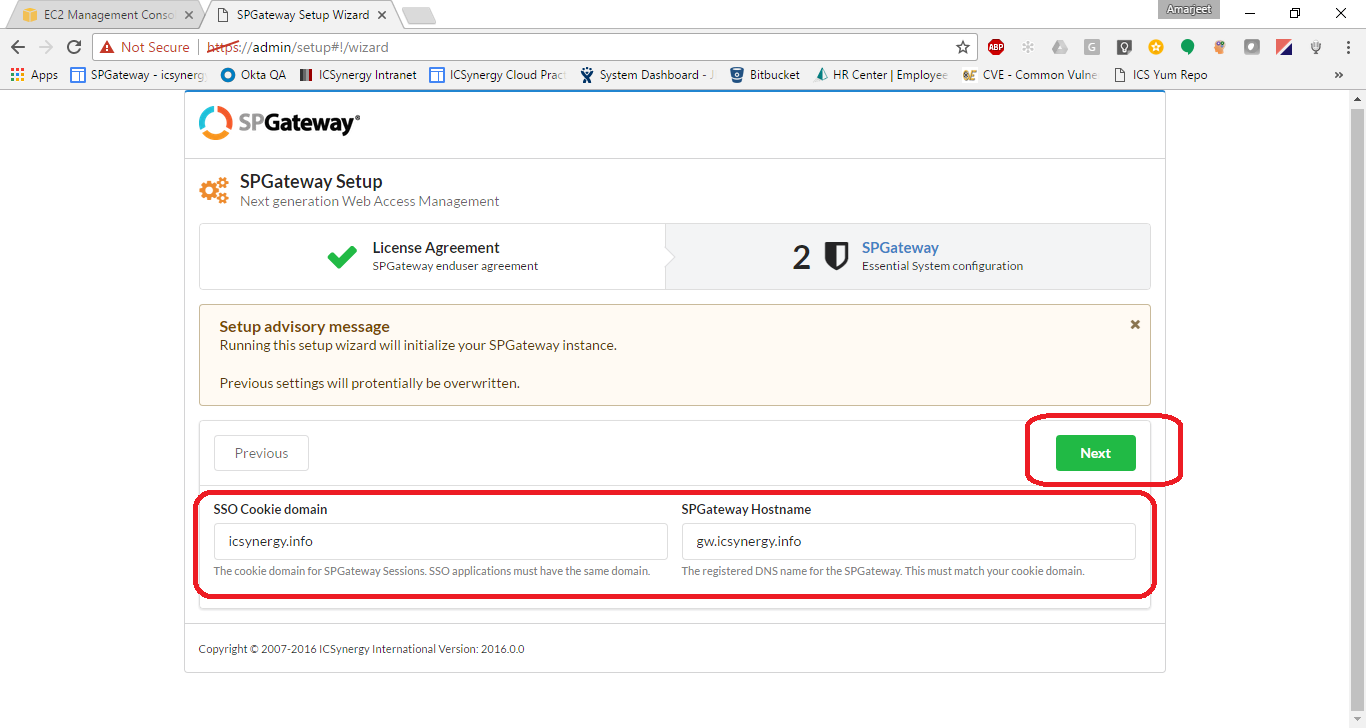 EC2 Management Conso
SPGateway Setup Wizard
Amarjeet
Not Secure
https://admin/setup#!/wizard
ABP
G
Apps
SPGateway - icsynerg
Okta QA
ICSynergy Intranet
ICSynergy Cloud Prac
System Dashboard - J
Bitbucket
HR Center | Employee
CVE - Common Vulne
ICS Yum Repo
»
SPGateway®
SPGateway Setup
Next generation Web Access Management
License Agreement
SPGateway enduser agreement
2
SPGateway
Essential System configuration
Setup advisory message
Running this setup wizard will initialize your SPGateway instance.
Previous settings will protentially be overwritten.
Previous
Next
SSO Cookie domain
icsynergy.info
The cookie domain for SPGateway Sessions. SSO applications must have the same domain.
SPGateway Hostname
gw.icsynergy.info
The registered DNS name for the SPGateway. This must match your cookie domain.
Copyright © 2007-2016 ICSynergy International Version: 2016.0.0